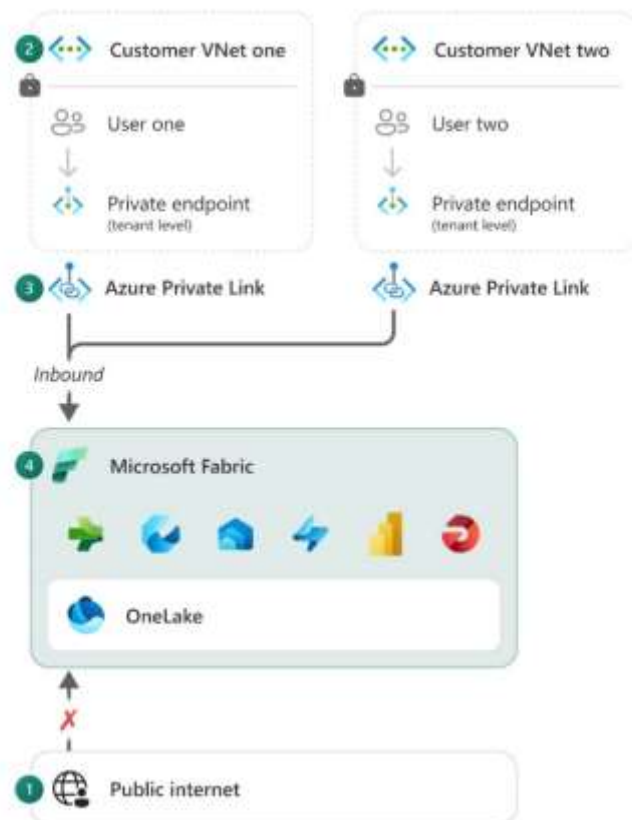 2 Customer VNet one
Customer VNet two
User one
User two
Private endpoint
(tenant level)
Private endpoint
(tenant level)
3 Azure Private Link
Azure Private Link
Inbound
4 Microsoft Fabric
OneLake
X
1 Public internet